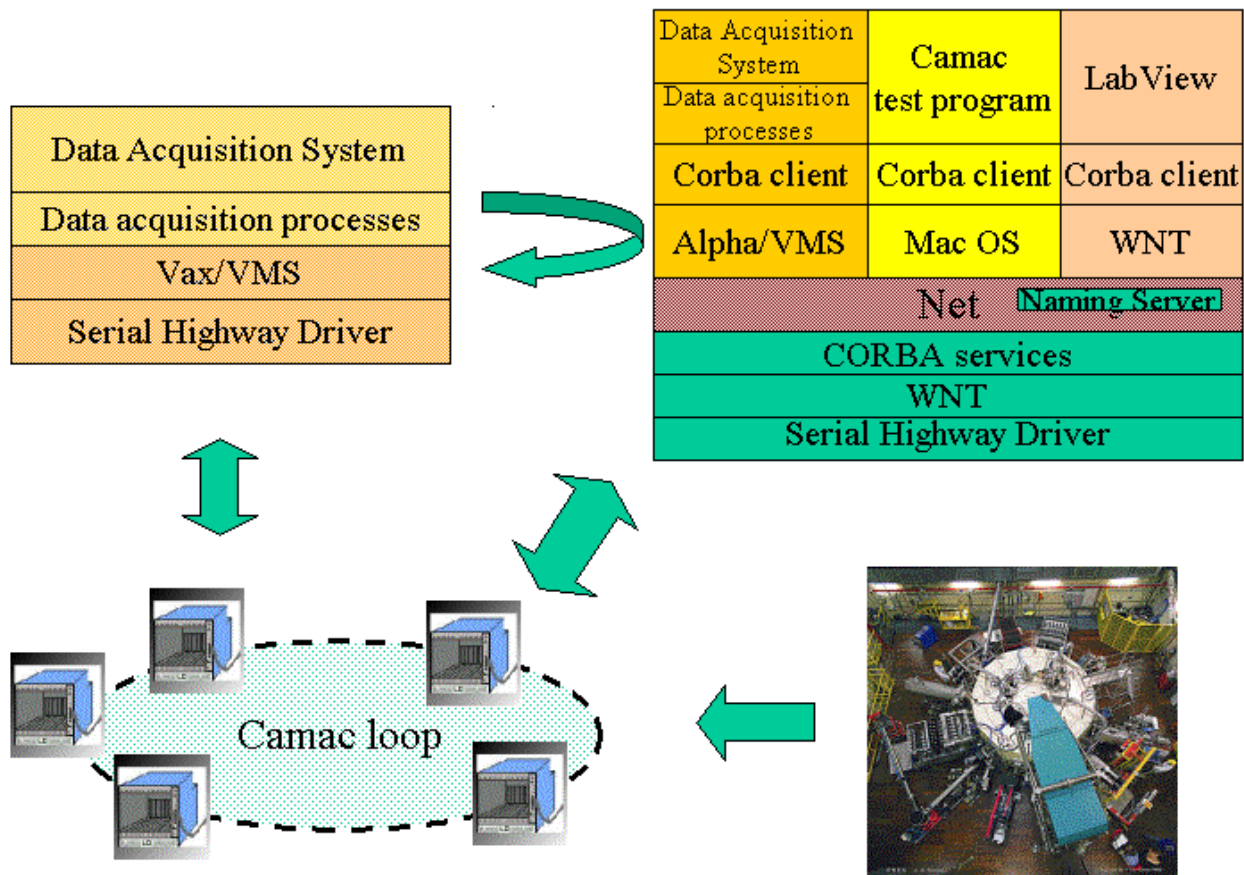 Data Acquisition System
Data acquisition processes
Vax/VMS
Serial Highway Driver
Data Acquisition
System
Data acquisition
processes
Camac
test program
LabView
Corba client
Corba client
Corba client
Alpha/VMS
Mac OS
WNT
Net
Naming Server
CORBA services
WNT
Serial Highway Driver
Camac loop